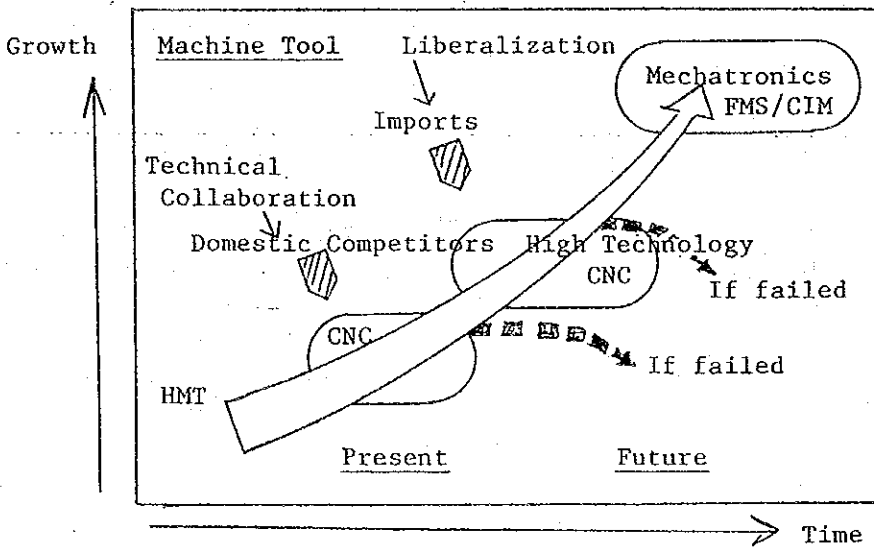 Growth
Machine Tool
Liberalization
Mechatronics
FMS/CIM
Imports
Technical
Collaboration
Domestic Competitors
High Technology
CNC
If failed
CNC
If failed
HMT
Present
Future
Time